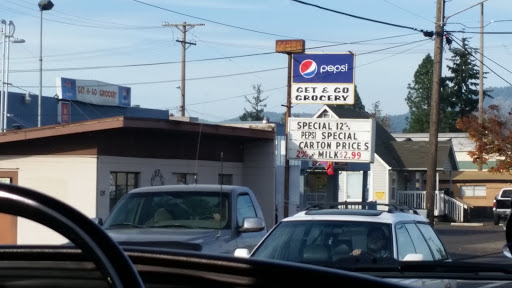 pepsi
GET & GO
GROCERY
GET & GO GROCERY
SPECIAL 12'S
PEPSI SPECIAL
CARTON PRICES
2% MILK $2.99